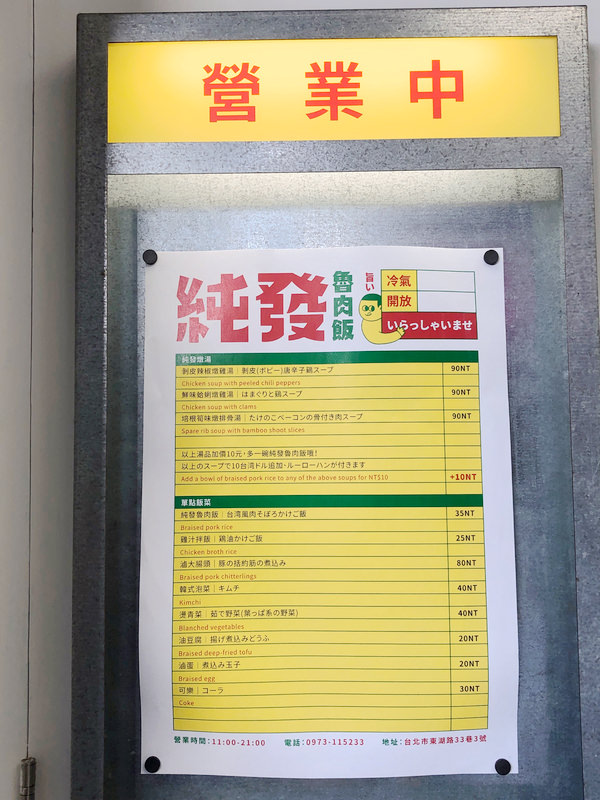 營業中
純發
魯肉飯
旨い
冷氣
開放
いらっしゃいませ
純發燉湯
剝皮辣椒燉雞湯｜剝皮(ボピー)唐辛子鶏スープ 90NT
Chicken soup with peeled chili peppers
鮮味蛤蜊燉雞湯｜はまぐりと鶏スープ 90NT
Chicken soup with clams
培根筍味燉排骨湯｜たけのこベーコンの骨付き肉スープ 90NT
Spare rib soup with bamboo shoot slices
以上湯品加價10元,多一碗純發魯肉飯哦!
以上のスープで10台湾ドル追加,ルーローハンが付きます
Add a bowl of braised pork rice to any of the above soups for NT$10 +10NT
單點飯菜
純發魯肉飯｜台湾風肉そぼろかけご飯 35NT
Braised pork rice
雞汁拌飯｜鶏油かけご飯 25NT
Chicken broth rice
滷大腸頭｜豚の括約筋の煮込み 80NT
Braised pork chitterlings
韓式泡菜｜キムチ 40NT
Kimchi
燙青菜｜茹で野菜(葉っぱ系の野菜) 40NT
Blanched vegetables
油豆腐｜揚げ煮込みどうふ 20NT
Braised deep-fried tofu
滷蛋｜煮込み玉子 20NT
Braised egg
可樂｜コーラ 30NT
Coke
營業時間:11:00-21:00 電話:0973-115233 地址:台北市東湖路33巷3號